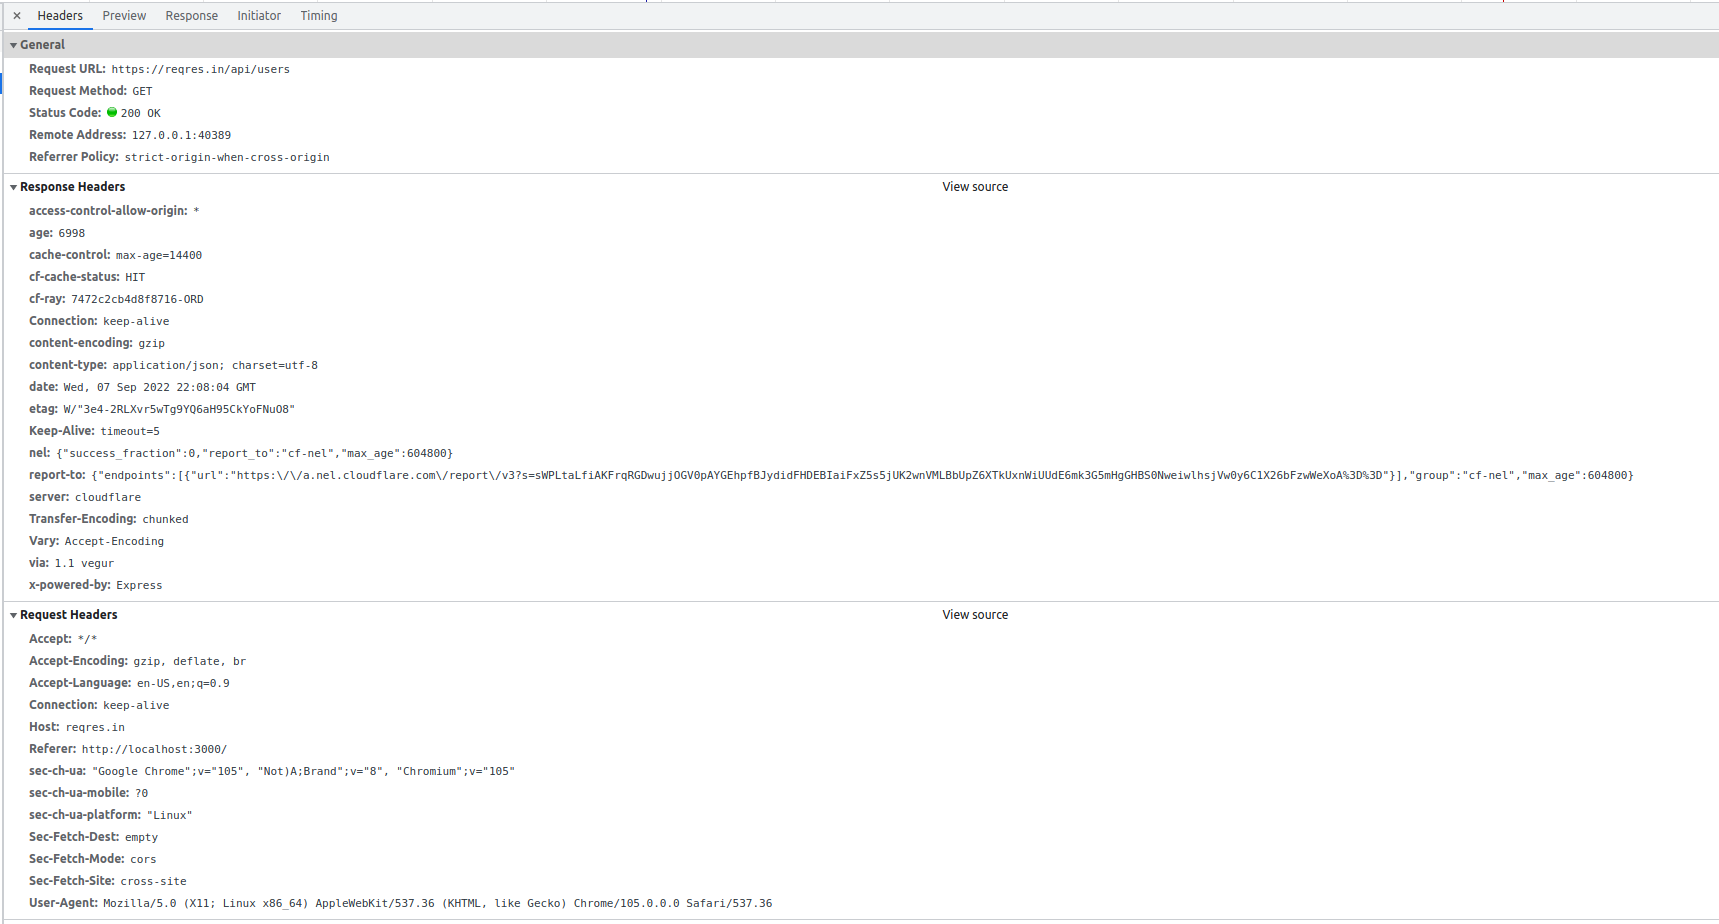 × Headers Preview Response Initiator Timing
General
Request URL: https://reqres.in/api/users
Request Method: GET
Status Code: 200 OK
Remote Address: 127.0.0.1:40389
Referrer Policy: strict-origin-when-cross-origin
Response Headers View source
access-control-allow-origin: *
age: 6998
cache-control: max-age=14400
cf-cache-status: HIT
cf-ray: 7472c2cb4d8f8716-ORD
Connection: keep-alive
content-encoding: gzip
content-type: application/json; charset=utf-8
date: Wed, 07 Sep 2022 22:08:04 GMT
etag: W/"3e4-2RLXvr5wTg9YQ6aH95CkYoFNuO8"
Keep-Alive: timeout=5
nel: {"success_fraction":0,"report_to":"cf-nel","max_age":604800}
report-to: {"endpoints":[{"url":"https:\/\/a.nel.cloudflare.com\/report\/v3?s=sWPLtaLfiAKFrqRGDwujjOGV0pAYGEhpfBJydidFHDEBIaiFxZ5s5jUK2wnVMLBbUpZ6XTkUxnWiUUdE6mk3G5mHgGHBS0NweiwlhsjVw0y6C1X26bFzwWeXoA%3D%3D"}],"group":"cf-nel","max_age":604800}
server: cloudflare
Transfer-Encoding: chunked
Vary: Accept-Encoding
via: 1.1 vegur
x-powered-by: Express
Request Headers View source
Accept: */*
Accept-Encoding: gzip, deflate, br
Accept-Language: en-US,en;q=0.9
Connection: keep-alive
Host: reqres.in
Referer: http://localhost:3000/
sec-ch-ua: "Google Chrome";v="105", "Not)A;Brand";v="8", "Chromium";v="105"
sec-ch-ua-mobile: ?0
sec-ch-ua-platform: "Linux"
Sec-Fetch-Dest: empty
Sec-Fetch-Mode: cors
Sec-Fetch-Site: cross-site
User-Agent: Mozilla/5.0 (X11; Linux x86_64) AppleWebKit/537.36 (KHTML, like Gecko) Chrome/105.0.0.0 Safari/537.36